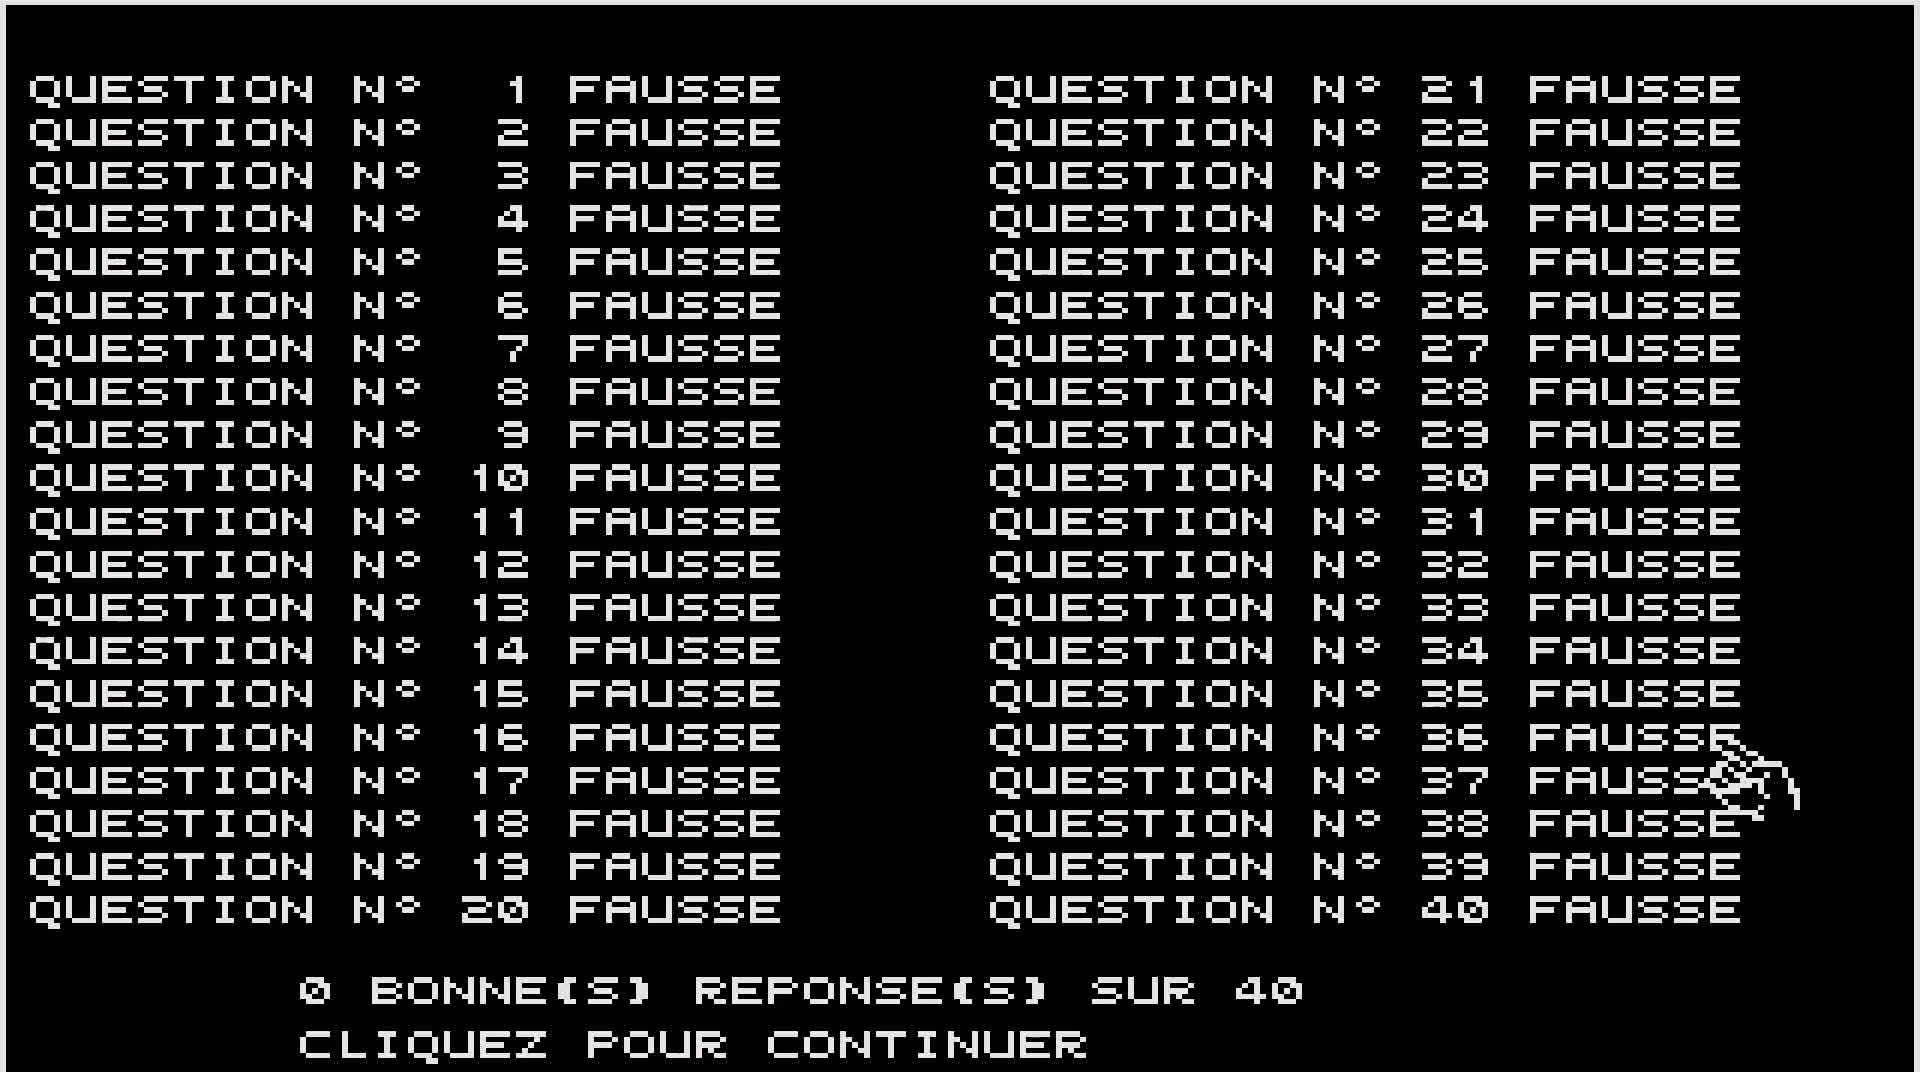 QUESTION N° 1 FAUSSE
QUESTION N° 2 FAUSSE
QUESTION N° 3 FAUSSE
QUESTION N° 4 FAUSSE
QUESTION N° 5 FAUSSE
QUESTION N° 6 FAUSSE
QUESTION N° 7 FAUSSE
QUESTION N° 8 FAUSSE
QUESTION N° 9 FAUSSE
QUESTION N° 10 FAUSSE
QUESTION N° 11 FAUSSE
QUESTION N° 12 FAUSSE
QUESTION N° 13 FAUSSE
QUESTION N° 14 FAUSSE
QUESTION N° 15 FAUSSE
QUESTION N° 16 FAUSSE
QUESTION N° 17 FAUSSE
QUESTION N° 18 FAUSSE
QUESTION N° 19 FAUSSE
QUESTION N° 20 FAUSSE
QUESTION N° 21 FAUSSE
QUESTION N° 22 FAUSSE
QUESTION N° 23 FAUSSE
QUESTION N° 24 FAUSSE
QUESTION N° 25 FAUSSE
QUESTION N° 26 FAUSSE
QUESTION N° 27 FAUSSE
QUESTION N° 28 FAUSSE
QUESTION N° 29 FAUSSE
QUESTION N° 30 FAUSSE
QUESTION N° 31 FAUSSE
QUESTION N° 32 FAUSSE
QUESTION N° 33 FAUSSE
QUESTION N° 34 FAUSSE
QUESTION N° 35 FAUSSE
QUESTION N° 36 FAUSSE
QUESTION N° 37 FAUSSE
QUESTION N° 38 FAUSSE
QUESTION N° 39 FAUSSE
QUESTION N° 40 FAUSSE
0 BONNE(S) REPONSE(S) SUR 40
CLIQUEZ POUR CONTINUER